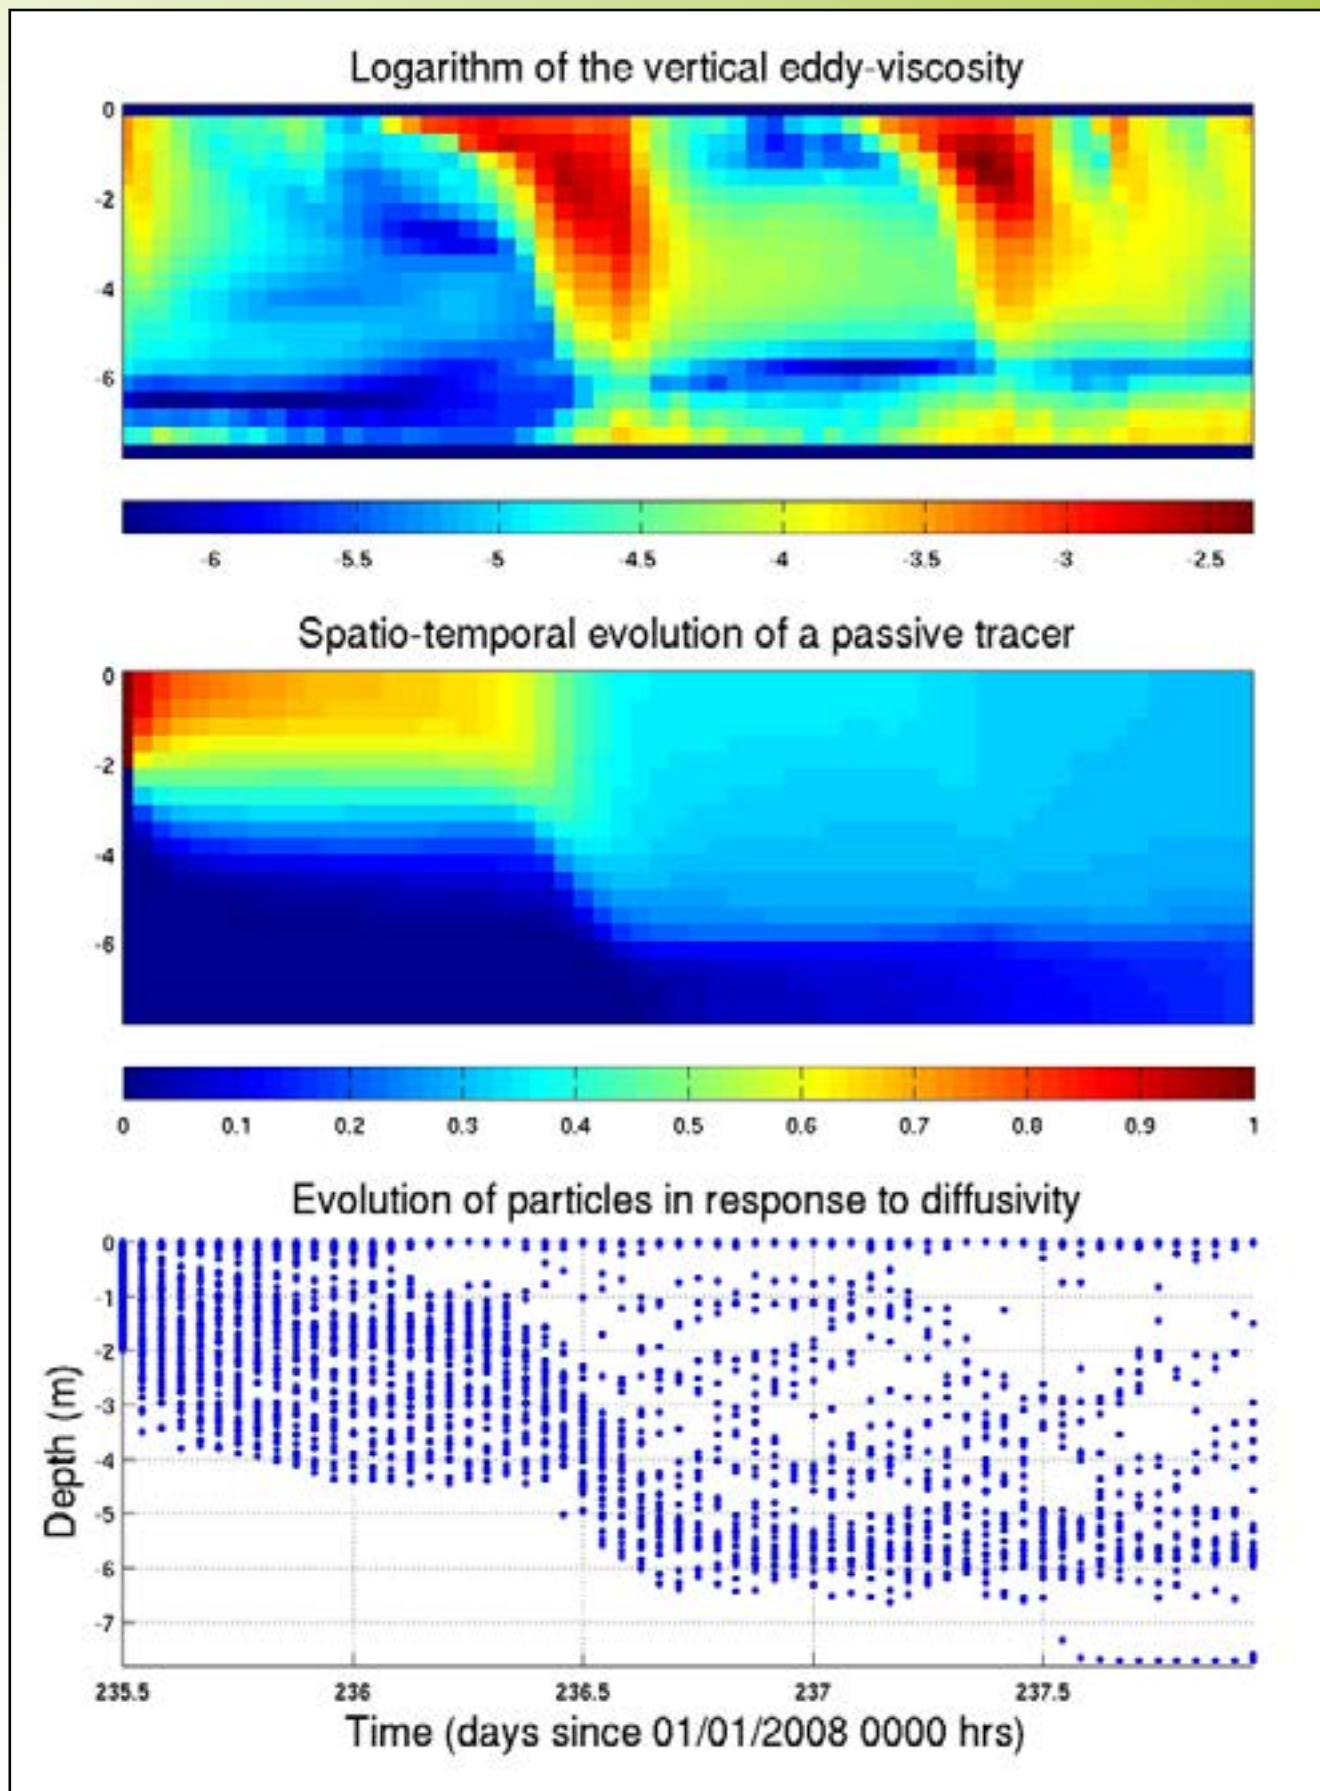 Logarithm of the vertical eddy-viscosity
0
-2
-4
-6
-6 -5.5 -5 -4.5 -4 -3.5 -3 -2.5
Spatio-temporal evolution of a passive tracer
0
-2
-4
-6
0 0.1 0.2 0.3 0.4 0.5 0.6 0.7 0.8 0.9 1
Evolution of particles in response to diffusivity
0
-1
-2
-3
-4
-5
-6
-7
Depth (m)
235.5 236 236.5 237 237.5
Time (days since 01/01/2008 0000 hrs)